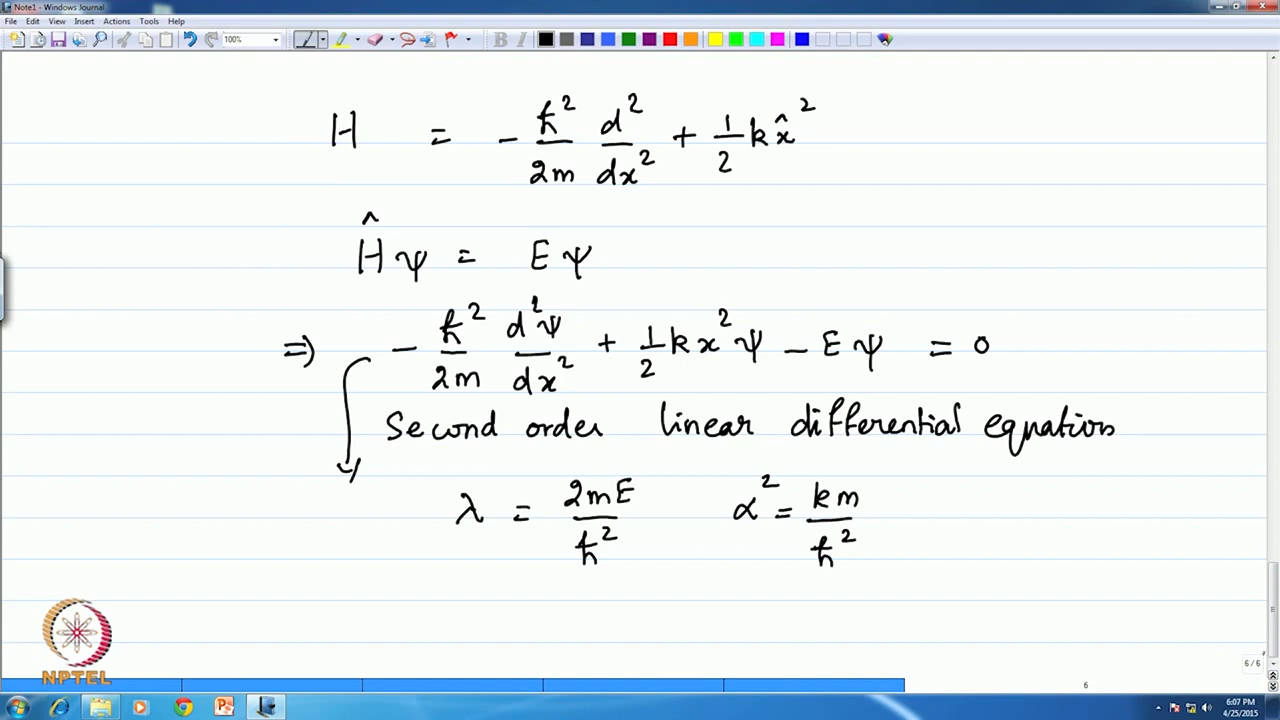 Note1 - Windows Journal
File Edit View Insert Actions Tools Help
100%
H = - ℏ²/2m d²/dx² + 1/2 k x̂²
Ĥψ = Eψ
⇒ - ℏ²/2m d²ψ/dx² + 1/2 kx²ψ - Eψ = 0
Second order linear differential equation
λ = 2mE/ℏ² α² = km/ℏ²
NPTEL
6/6
6
6:07 PM
4/25/2015